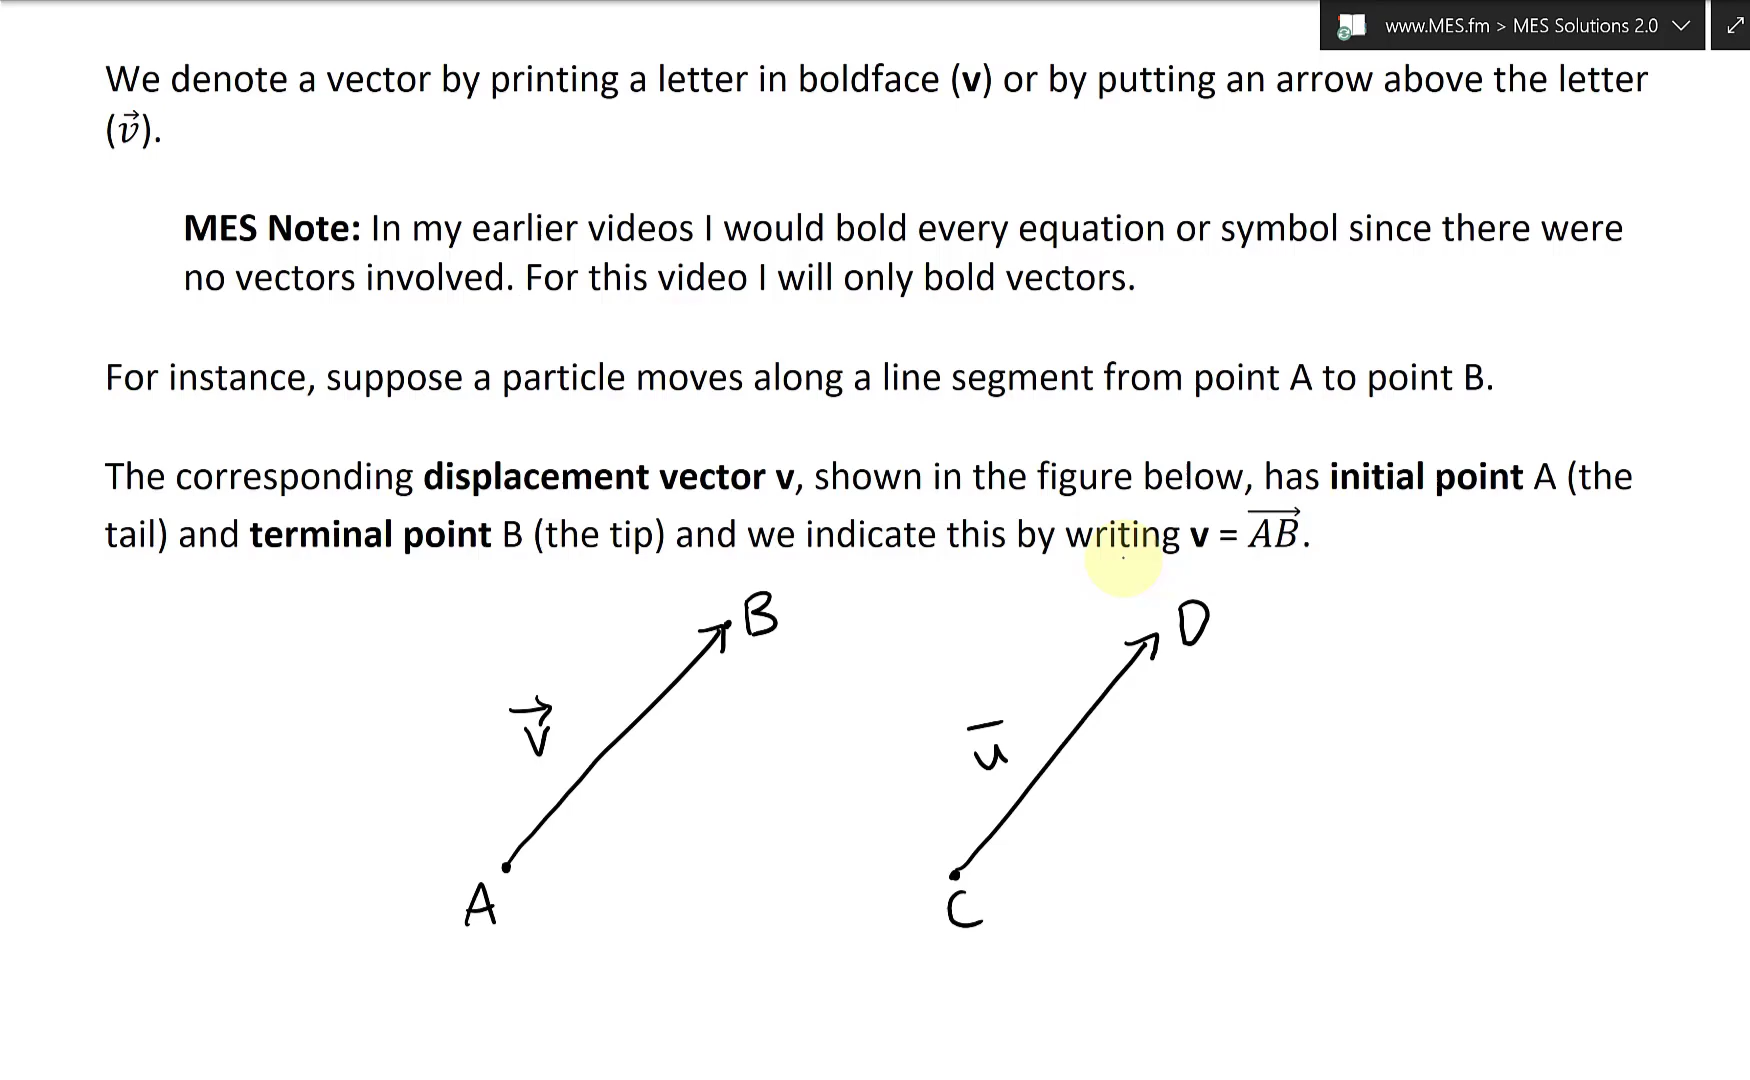 www.MES.fm > MES Solutions 2.0
We denote a vector by printing a letter in boldface (v) or by putting an arrow above the letter
(v⃗).
MES Note: In my earlier videos I would bold every equation or symbol since there were
no vectors involved. For this video I will only bold vectors.
For instance, suppose a particle moves along a line segment from point A to point B.
The corresponding displacement vector v, shown in the figure below, has initial point A (the
tail) and terminal point B (the tip) and we indicate this by writing v = A⃗B⃗.
B
D
v⃗
u̅
A
C